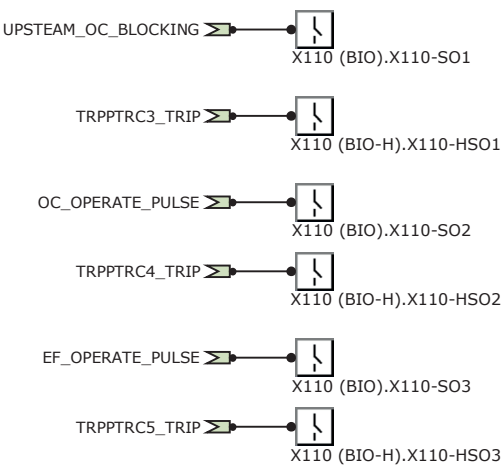 UPSTEAM_OC_BLOCKING
X110 (BIO).X110-SO1
TRPPTRC3_TRIP
X110 (BIO-H).X110-HSO1
OC_OPERATE_PULSE
X110 (BIO).X110-SO2
TRPPTRC4_TRIP
X110 (BIO-H).X110-HSO2
EF_OPERATE_PULSE
X110 (BIO).X110-SO3
TRPPTRC5_TRIP
X110 (BIO-H).X110-HSO3